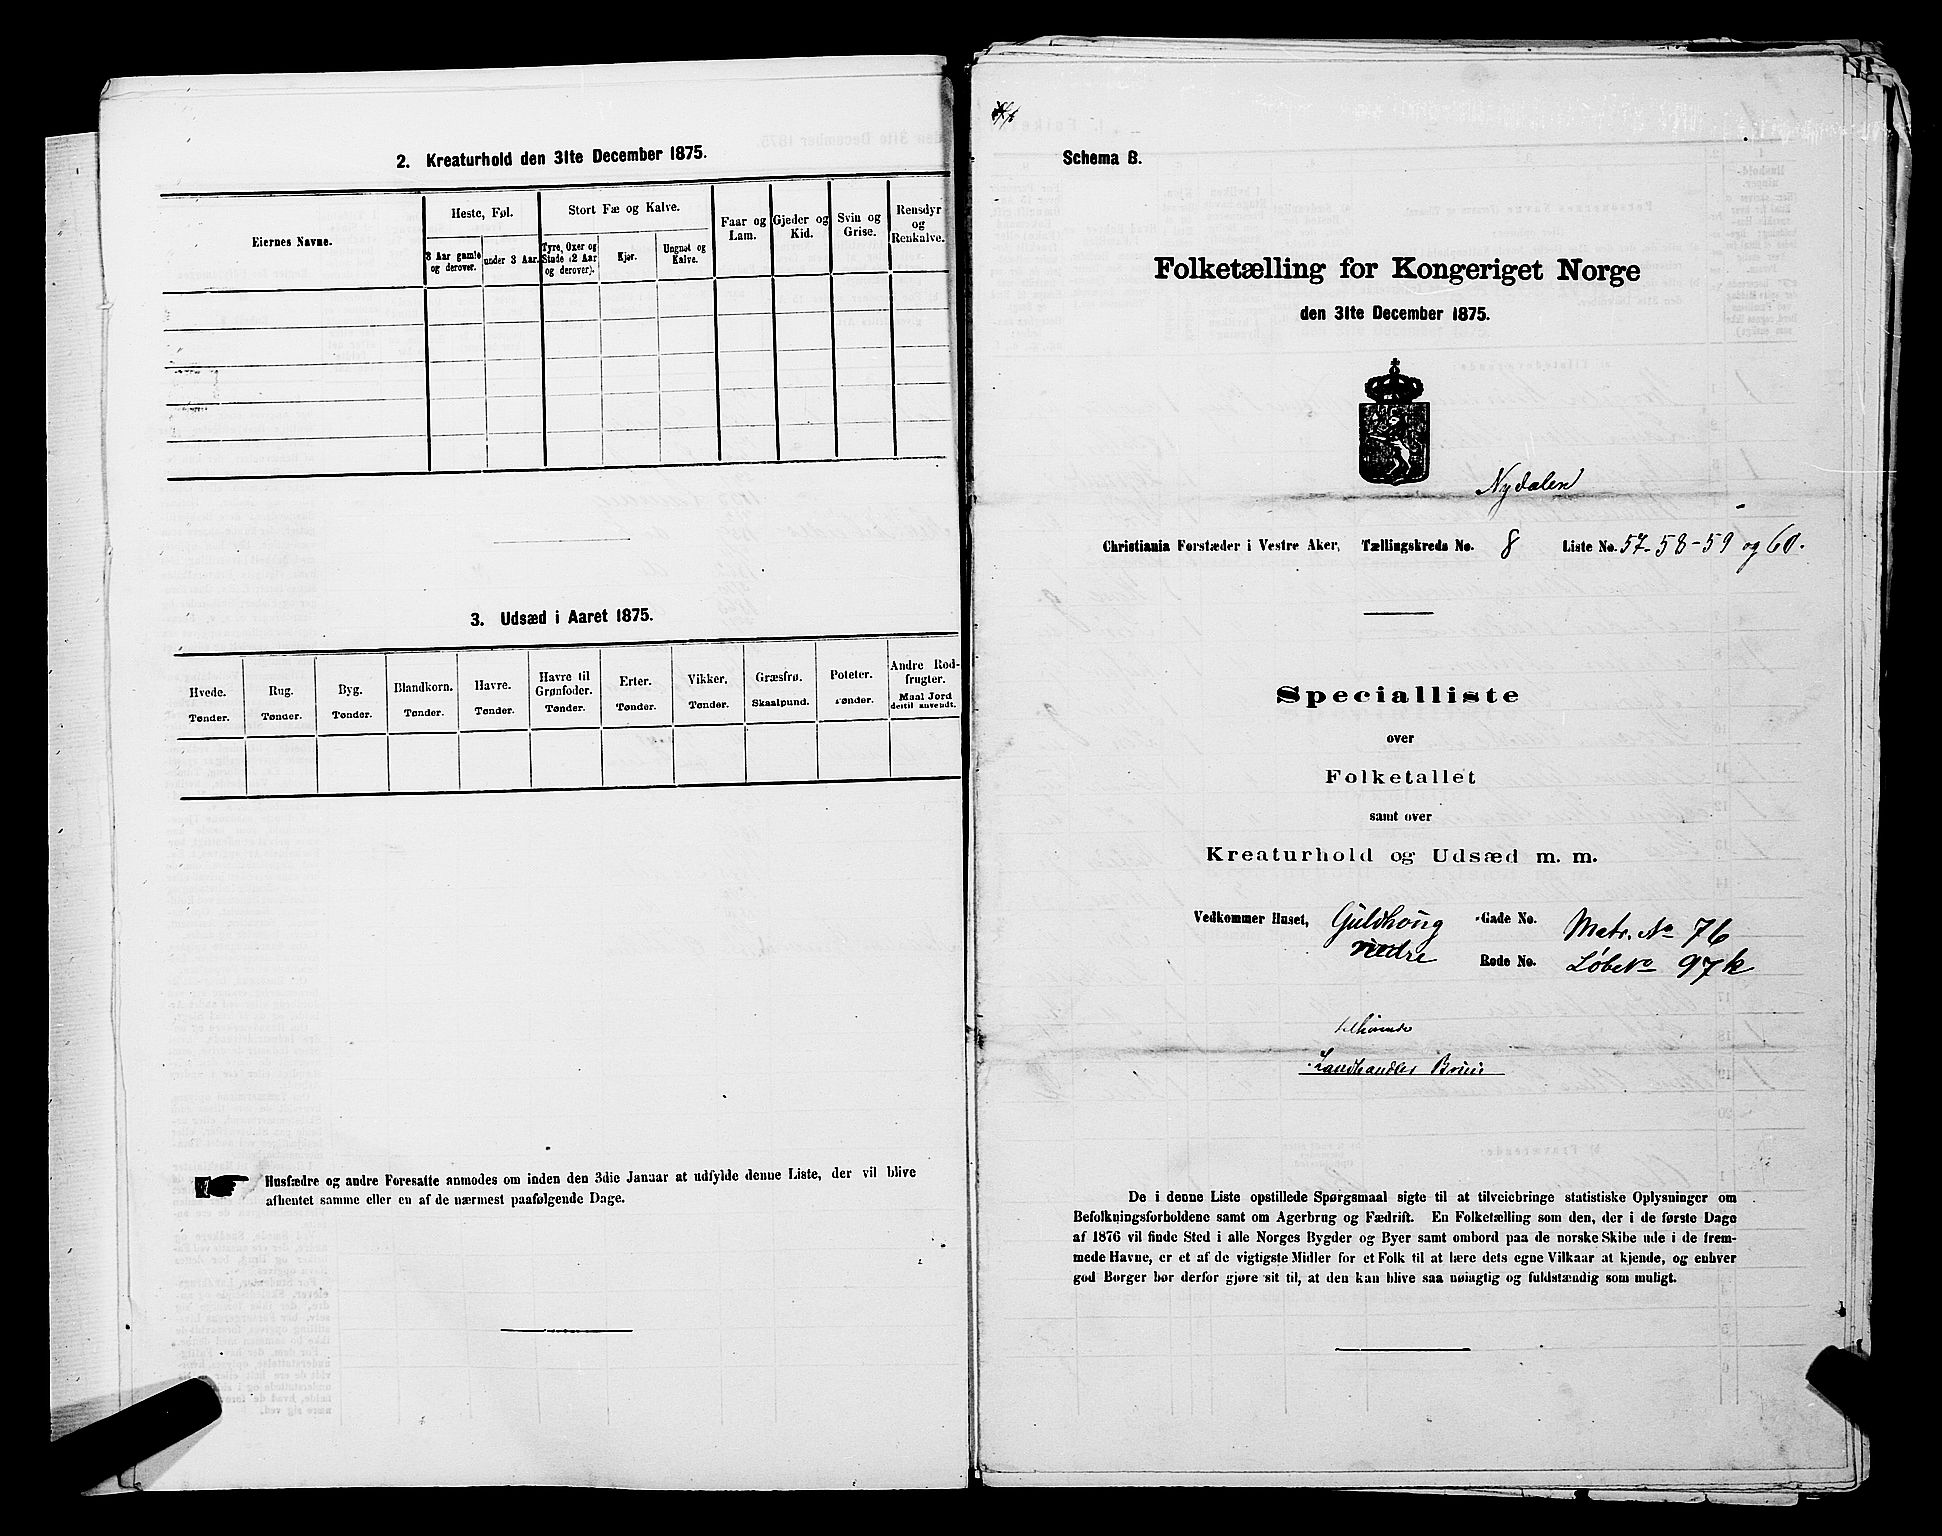 2. Kreaturhold den 31te December 1875.
Eiernes Navne.
Heste, Føl.
3 Aar gamle og derover.
under 3 Aar.
Stort Fæ og Kalve.
Tyre, Oxer og Stude (2 Aar og derover).
Kjør.
Ungnøt og Kalve.
Faar og Lam.
Gjeder og Kid.
Svin og Grise.
Rensdyr og Renkalve.
3. Udsæd i Aaret 1875.
Hvede. Tønder.
Rug. Tønder.
Byg. Tønder.
Blandkorn. Tønder.
Havre. Tønder.
Havre til Grønfoder. Tønder.
Erter. Tønder.
Vikker. Tønder.
Græsfrø. Skaalpund.
Poteter. Tønder.
Andre Rodfrugter. Maal Jord dertil anvendt.
Husfædre og andre Foresatte anmodes om inden den 3die Januar at udfylde denne Liste, der vil blive
afhentet samme eller en af de nærmest paafølgende Dage.
Schema B.
Folketælling for Kongeriget Norge
den 31te December 1875.
Nydalen
Christiania Forstæder i Vestre Aker, Tællingskreds No. 8 Liste No. 57-58-59 og 60.
Specialliste
over
Folketallet
samt over
Kreaturhold og Udsæd m. m.
Vedkommer Huset, Guldhoug Gade No. Matr. No 76
nedre Rode No. LøbeNo 97k
tilhørende
Landhandler Bruun
De i denne Liste opstillede Spørgsmaal sigte til at tilveiebringe statistiske Oplysninger om
Befolkningsforholdene samt om Agerbrug og Fædrift. En Folketælling som den, der i de første Dage
af 1876 vil finde Sted i alle Norges Bygder og Byer samt ombord paa de norske Skibe ude i de frem-
mede Havne, er et af de vigtigste Midler for et Folk til at lære dets egne Vilkaar at kjende, og enhver
god Borger bør derfor gjøre sit til, at den kan blive saa nøiagtig og fuldstændig som muligt.